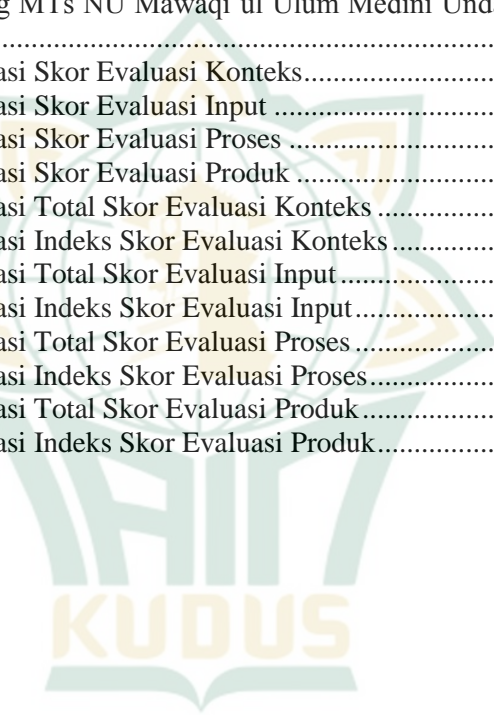 g MTs NU Mawaqi ul Ulum Medini Unda
................................................................
asi Skor Evaluasi Konteks......................
asi Skor Evaluasi Input ..........................
asi Skor Evaluasi Proses ........................
asi Skor Evaluasi Produk .......................
asi Total Skor Evaluasi Konteks ..............
asi Indeks Skor Evaluasi Konteks ............
asi Total Skor Evaluasi Input ..................
asi Indeks Skor Evaluasi Input ................
asi Total Skor Evaluasi Proses ................
asi Indeks Skor Evaluasi Proses..............
asi Total Skor Evaluasi Produk ...............
asi Indeks Skor Evaluasi Produk..............
KUDUS